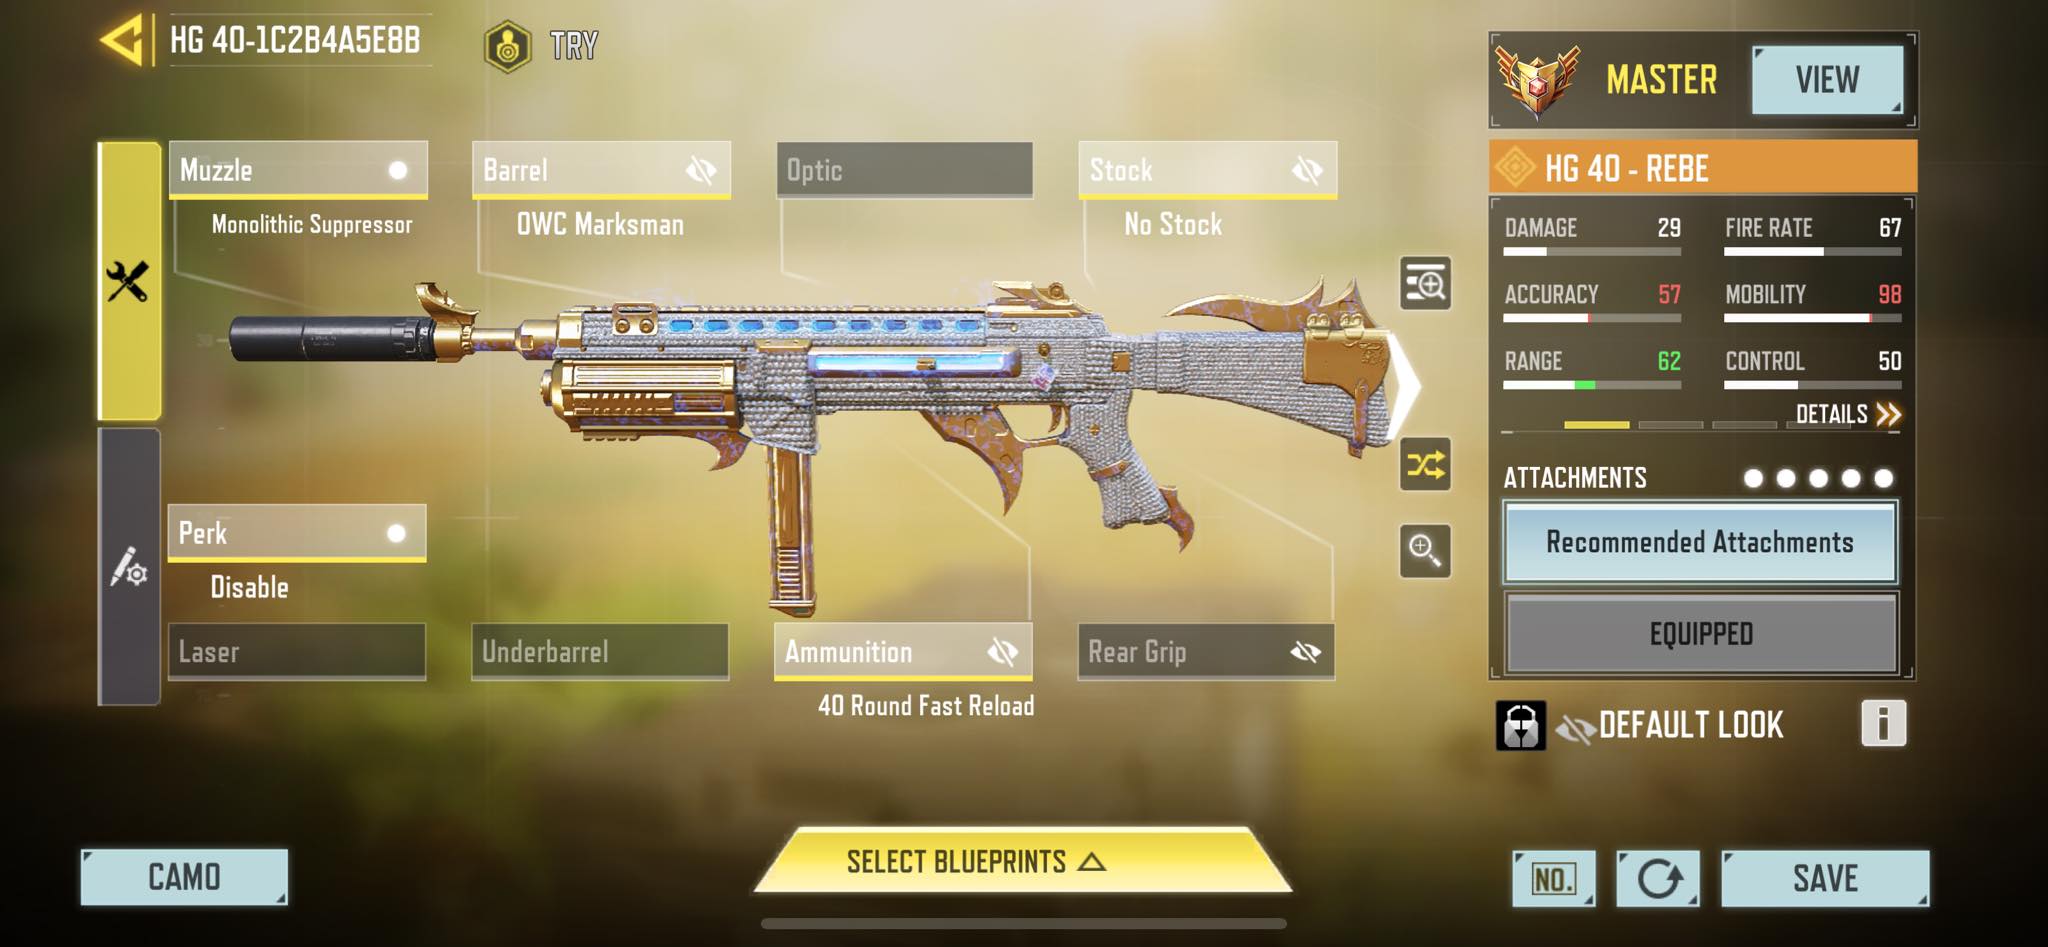 HG 40-1C2B4A5E8B
TRY
MASTER
VIEW
Muzzle
Monolithic Suppressor
Barrel
OWC Marksman
Optic
Stock
No Stock
HG 40 - REBE
DAMAGE 29
FIRE RATE 67
ACCURACY 57
MOBILITY 98
RANGE 62
CONTROL 50
DETAILS
ATTACHMENTS
Recommended Attachments
EQUIPPED
Perk
Disable
Laser
Underbarrel
Ammunition
40 Round Fast Reload
Rear Grip
DEFAULT LOOK
i
CAMO
SELECT BLUEPRINTS
NO.
SAVE